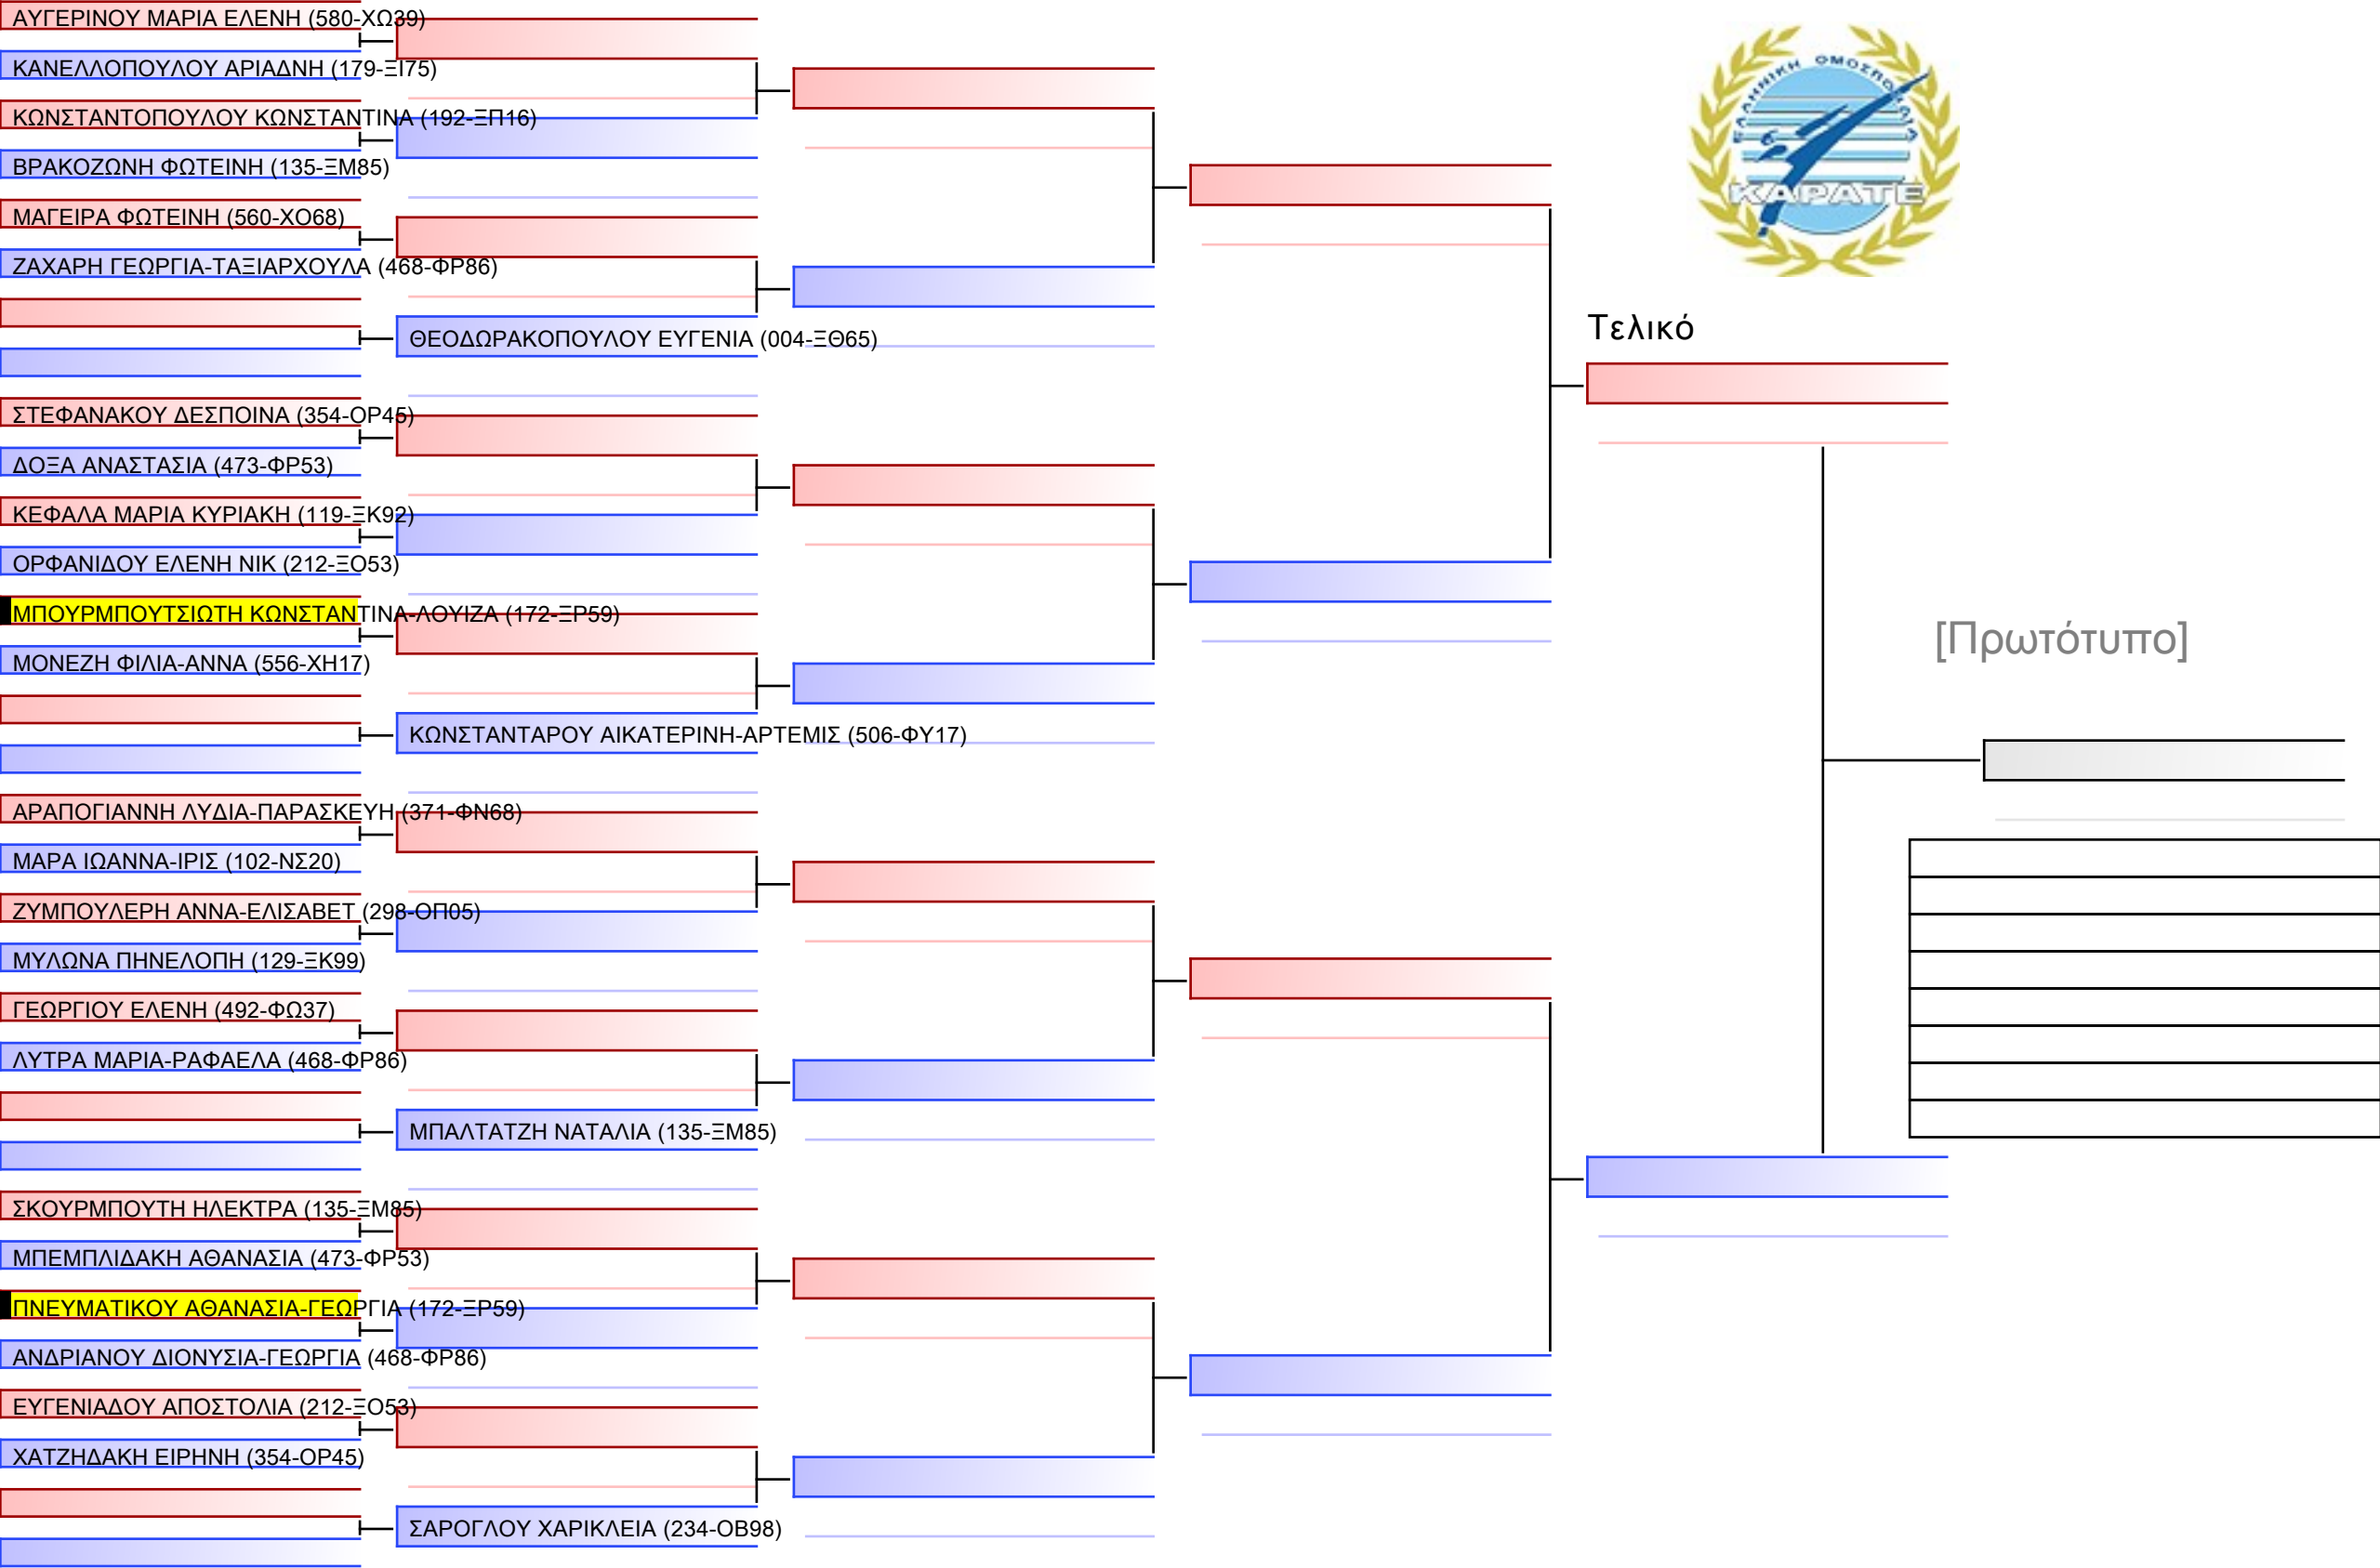 ΑΥΓΕΡΙΝΟΥ ΜΑΡΙΑ ΕΛΕΝΗ (580-ΧΩ39)
ΚΑΝΕΛΛΟΠΟΥΛΟΥ ΑΡΙΑΔΝΗ (179-ΞΙ75)
ΚΩΝΣΤΑΝΤΟΠΟΥΛΟΥ ΚΩΝΣΤΑΝΤΙΝΑ (192-ΞΠ16)
ΒΡΑΚΟΖΩΝΗ ΦΩΤΕΙΝΗ (135-ΞΜ85)
ΜΑΓΕΙΡΑ ΦΩΤΕΙΝΗ (560-ΧΟ68)
ΖΑΧΑΡΗ ΓΕΩΡΓΙΑ-ΤΑΞΙΑΡΧΟΥΛΑ (468-ΦΡ86)
ΘΕΟΔΩΡΑΚΟΠΟΥΛΟΥ ΕΥΓΕΝΙΑ (004-ΞΘ65)
ΣΤΕΦΑΝΑΚΟΥ ΔΕΣΠΟΙΝΑ (354-ΟΡ45)
ΔΟΞΑ ΑΝΑΣΤΑΣΙΑ (473-ΦΡ53)
ΚΕΦΑΛΑ ΜΑΡΙΑ ΚΥΡΙΑΚΗ (119-ΞΚ92)
ΟΡΦΑΝΙΔΟΥ ΕΛΕΝΗ ΝΙΚ (212-ΞΟ53)
ΜΠΟΥΡΜΠΟΥΤΣΙΩΤΗ ΚΩΝΣΤΑΝΤΙΝΑ-ΛΟΥΙΖΑ (172-ΞΡ59)
ΜΟΝΕΖΗ ΦΙΛΙΑ-ΑΝΝΑ (556-ΧΗ17)
ΚΩΝΣΤΑΝΤΑΡΟΥ ΑΙΚΑΤΕΡΙΝΗ-ΑΡΤΕΜΙΣ (506-ΦΥ17)
ΑΡΑΠΟΓΙΑΝΝΗ ΛΥΔΙΑ-ΠΑΡΑΣΚΕΥΗ (371-ΦΝ68)
ΜΑΡΑ ΙΩΑΝΝΑ-ΙΡΙΣ (102-ΝΣ20)
ΖΥΜΠΟΥΛΕΡΗ ΑΝΝΑ-ΕΛΙΣΑΒΕΤ (298-ΟΠ05)
ΜΥΛΩΝΑ ΠΗΝΕΛΟΠΗ (129-ΞΚ99)
ΓΕΩΡΓΙΟΥ ΕΛΕΝΗ (492-ΦΩ37)
ΛΥΤΡΑ ΜΑΡΙΑ-ΡΑΦΑΕΛΑ (468-ΦΡ86)
ΜΠΑΛΤΑΤΖΗ ΝΑΤΑΛΙΑ (135-ΞΜ85)
ΣΚΟΥΡΜΠΟΥΤΗ ΗΛΕΚΤΡΑ (135-ΞΜ85)
ΜΠΕΜΠΛΙΔΑΚΗ ΑΘΑΝΑΣΙΑ (473-ΦΡ53)
ΠΝΕΥΜΑΤΙΚΟΥ ΑΘΑΝΑΣΙΑ-ΓΕΩΡΓΙΑ (172-ΞΡ59)
ΑΝΔΡΙΑΝΟΥ ΔΙΟΝΥΣΙΑ-ΓΕΩΡΓΙΑ (468-ΦΡ86)
ΕΥΓΕΝΙΑΔΟΥ ΑΠΟΣΤΟΛΙΑ (212-ΞΟ53)
ΧΑΤΖΗΔΑΚΗ ΕΙΡΗΝΗ (354-ΟΡ45)
ΣΑΡΟΓΛΟΥ ΧΑΡΙΚΛΕΙΑ (234-ΟΒ98)
ΕΛΛΗΝΙΚΗ ΟΜΟΣΠΟΝΔΙΑ
ΚΑΡΑΤΕ
Τελικό
[Πρωτότυπο]